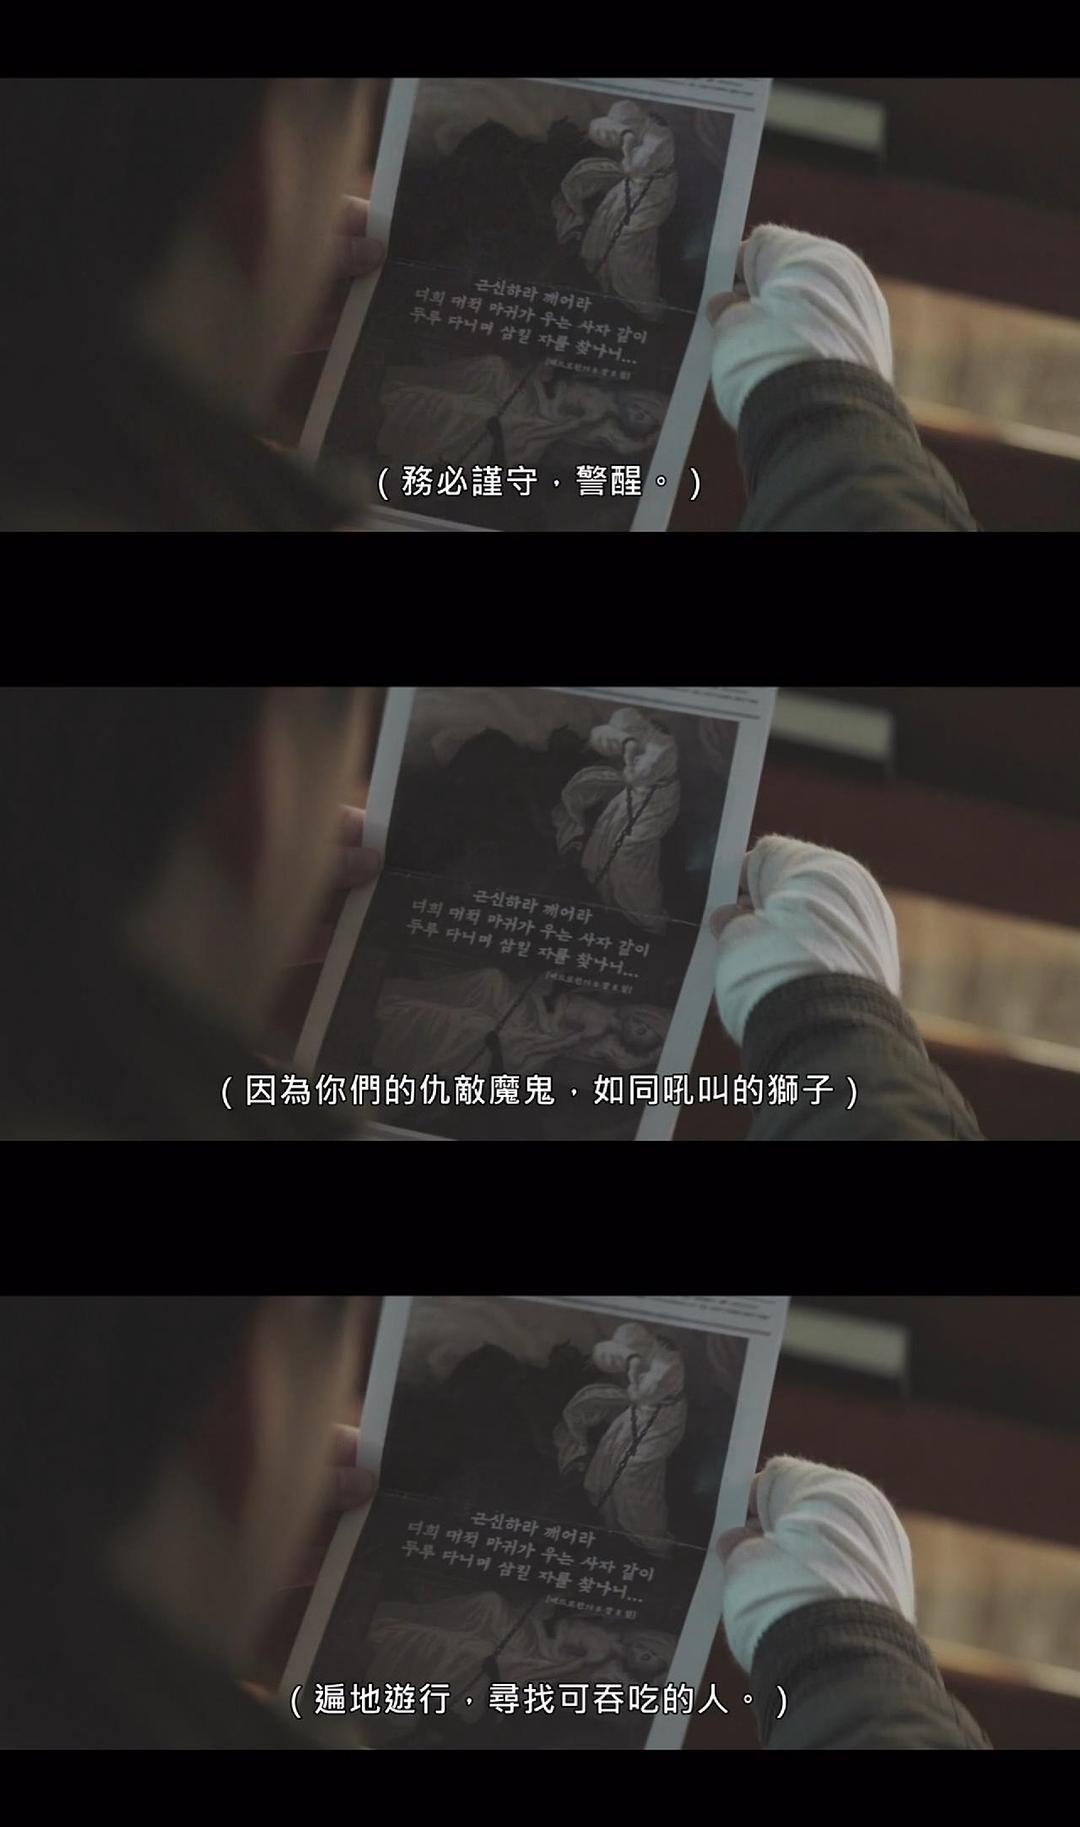 근신하라 깨어라
너희 대적 마귀가 우는 사자 같이
두루 다니며 삼킬 자를 찾나니...
(務必謹守，警醒。)
근신하라 깨어라
너희 대적 마귀가 우는 사자 같이
두루 다니며 삼킬 자를 찾나니...
(因為你們的仇敵魔鬼，如同吼叫的獅子)
근신하라 깨어라
너희 대적 마귀가 우는 사자 같이
두루 다니며 삼킬 자를 찾나니...
(遍地遊行，尋找可吞吃的人。)